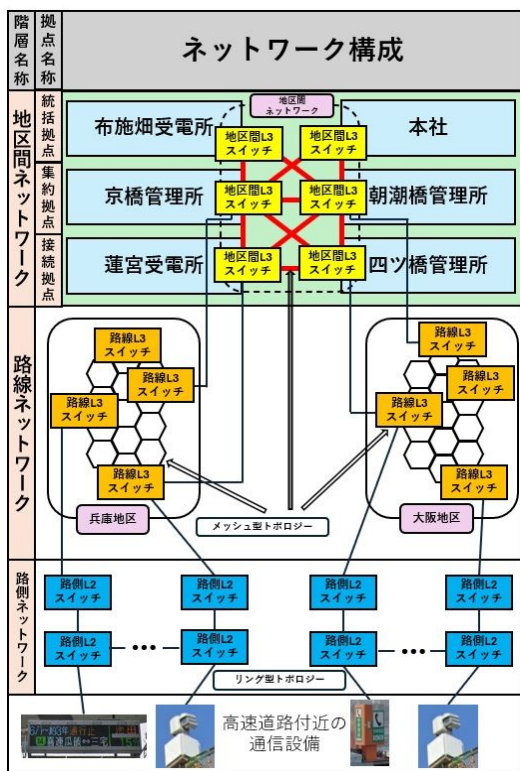 階層名称
拠点名称
ネットワーク構成
地区間ネットワーク
統括拠点
集約拠点
接続拠点
地区間
ネットワーク
布施畑受電所
地区間L3
スイッチ
地区間L3
スイッチ
本社
京橋管理所
地区間L3
スイッチ
地区間L3
スイッチ
朝潮橋管理所
蓮宮受電所
地区間L3
スイッチ
地区間L3
スイッチ
四ツ橋管理所
路線ネットワーク
路線L3
スイッチ
路線L3
スイッチ
路線L3
スイッチ
路線L3
スイッチ
兵庫地区
路線L3
スイッチ
路線L3
スイッチ
路線L3
スイッチ
路線L3
スイッチ
大阪地区
メッシュ型トポロジー
路側ネットワーク
路側L2
スイッチ
路側L2
スイッチ
路側L2
スイッチ
路側L2
スイッチ
路側L2
スイッチ
•••
路側L2
スイッチ
路側L2
スイッチ
•••
路側L2
スイッチ
リング型トポロジー
高速道路付近の
通信設備
通行止
14
喜連瓜破↔三宅